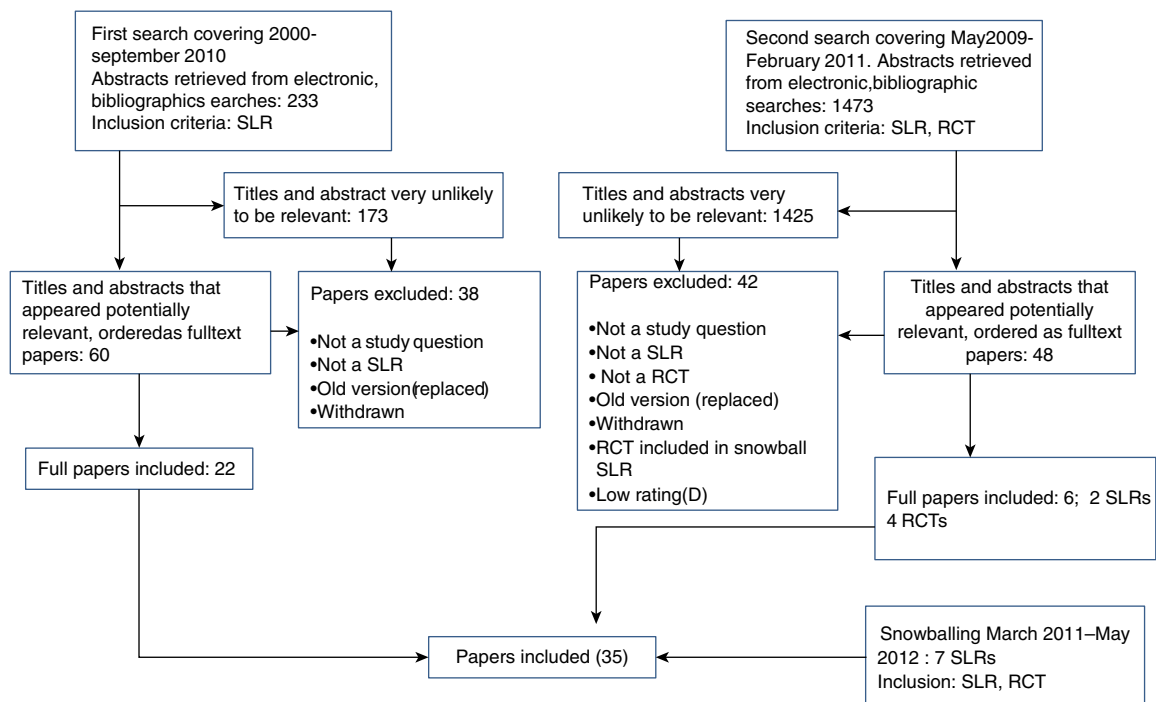 First search covering 2000-
september 2010
Abstracts retrieved from electronic,
bibliographics earches: 233
Inclusion criteria: SLR
Second search covering May2009-
February 2011. Abstracts retrieved
from electronic,bibliographic
searches: 1473
Inclusion criteria: SLR, RCT
Titles and abstract very unlikely
to be relevant: 173
Titles and abstracts very
unlikely to be relevant: 1425
Titles and abstracts that
appeared potentially
relevant, orderedas fulltext
papers: 60
Papers excluded: 38
•Not a study question
•Not a SLR
•Old version(replaced)
•Withdrawn
Papers excluded: 42
•Not a study question
•Not a SLR
• Not a RCT
•Old version (replaced)
•Withdrawn
•RCT included in snowball
SLR
•Low rating(D)
Titles and abstracts that
appeared potentially
relevant, ordered as fulltext
papers: 48
Full papers included: 22
Full papers included: 6; 2 SLRs
4 RCTs
Papers included (35)
Snowballing March 2011–May
2012 : 7 SLRs
Inclusion: SLR, RCT